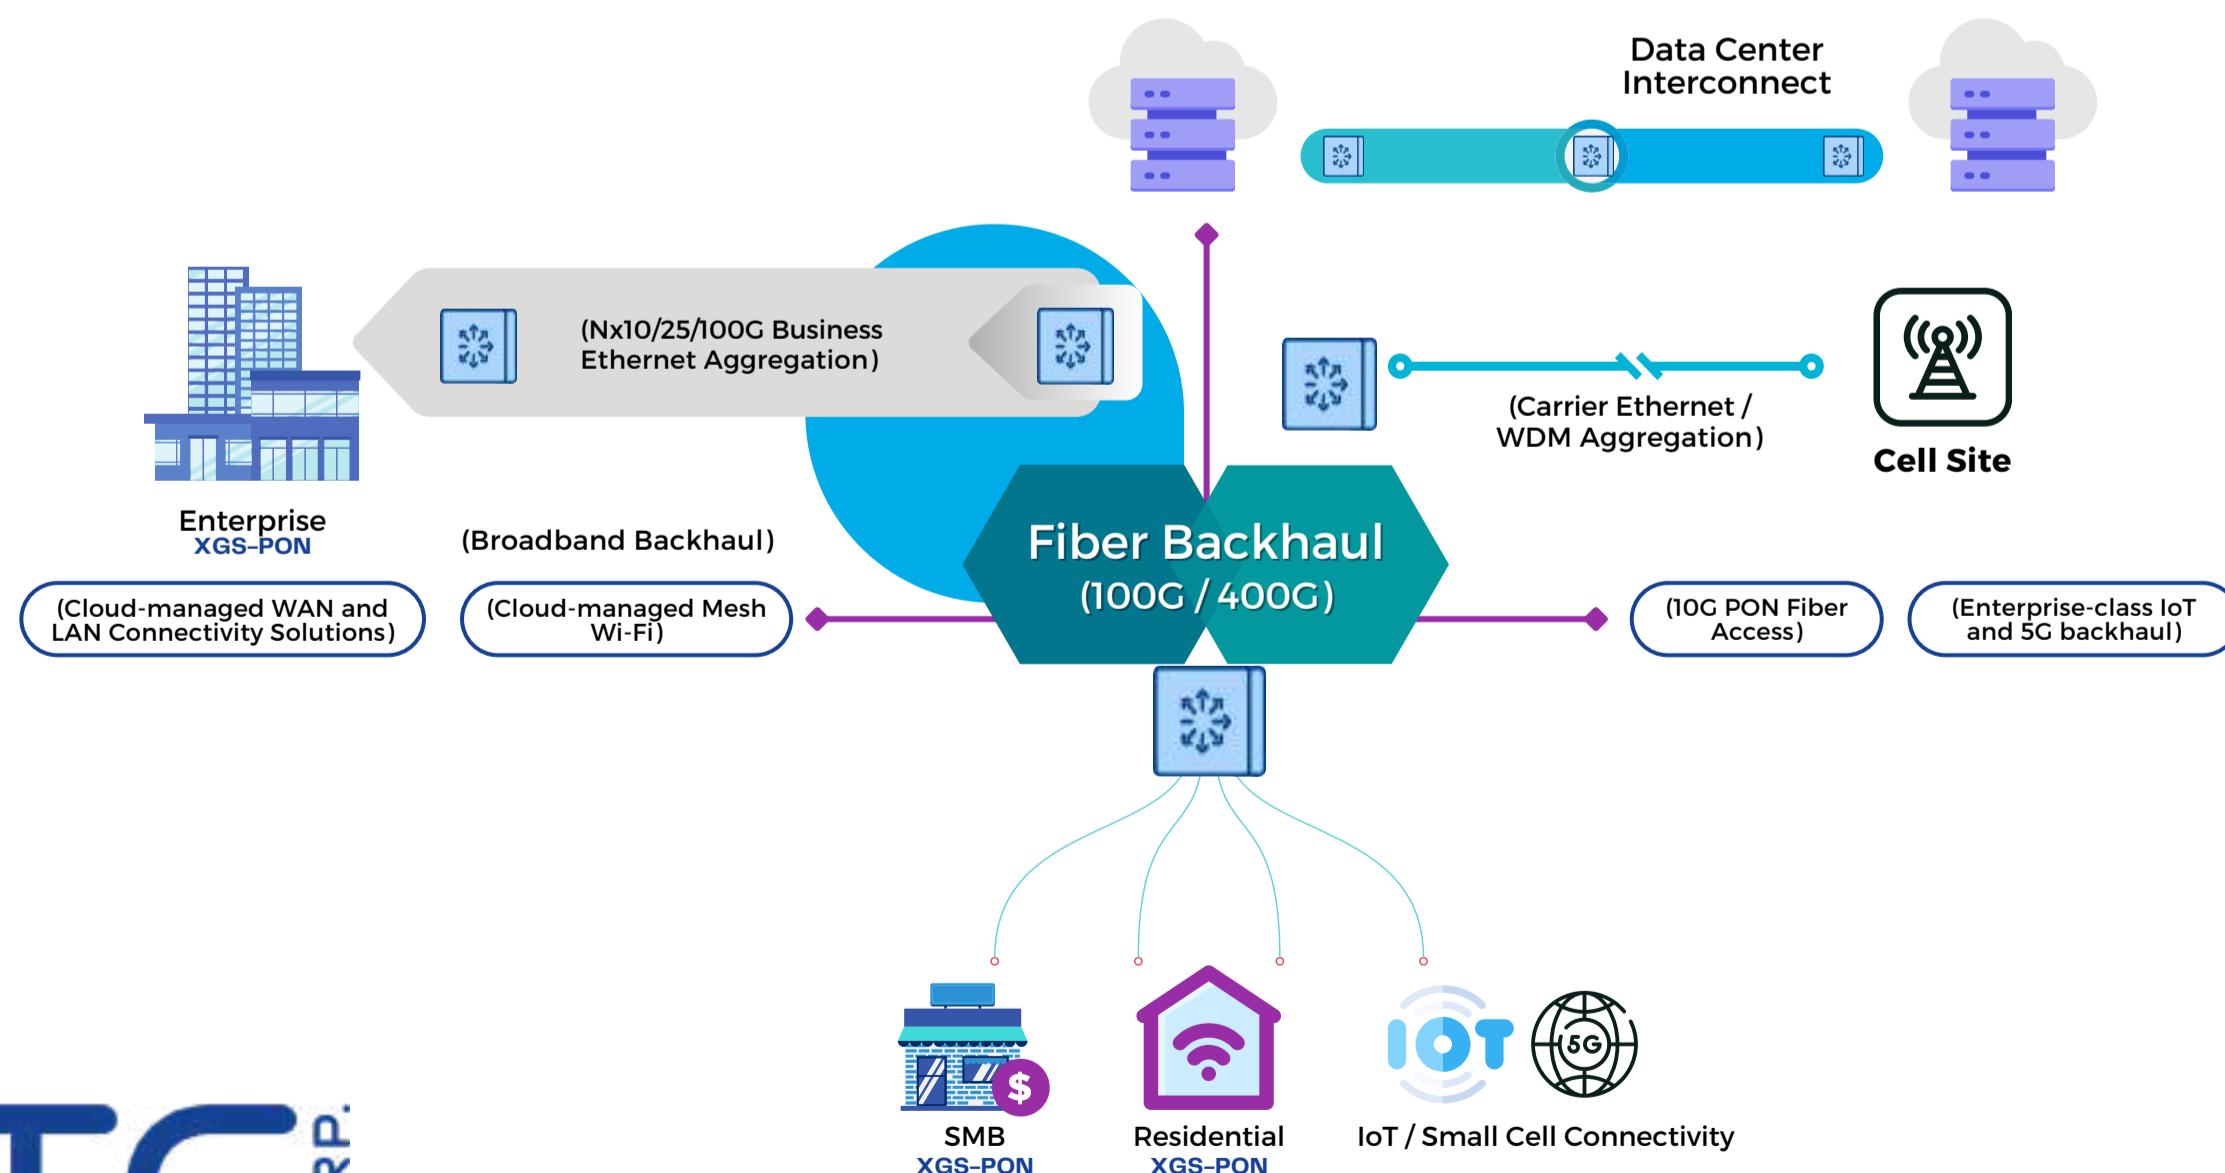 Data Center
Interconnect
(Nx10/25/100G Business
Ethernet Aggregation)
(Carrier Ethernet /
WDM Aggregation)
Cell Site
Enterprise
XGS-PON
(Broadband Backhaul)
Fiber Backhaul
(100G / 400G)
(Cloud-managed WAN and
LAN Connectivity Solutions)
(Cloud-managed Mesh
Wi-Fi)
(10G PON Fiber
Access)
(Enterprise-class IoT
and 5G backhaul)
IOT
5G
$
SMB
XGS-PON
Residential
XGS-PON
IoT / Small Cell Connectivity